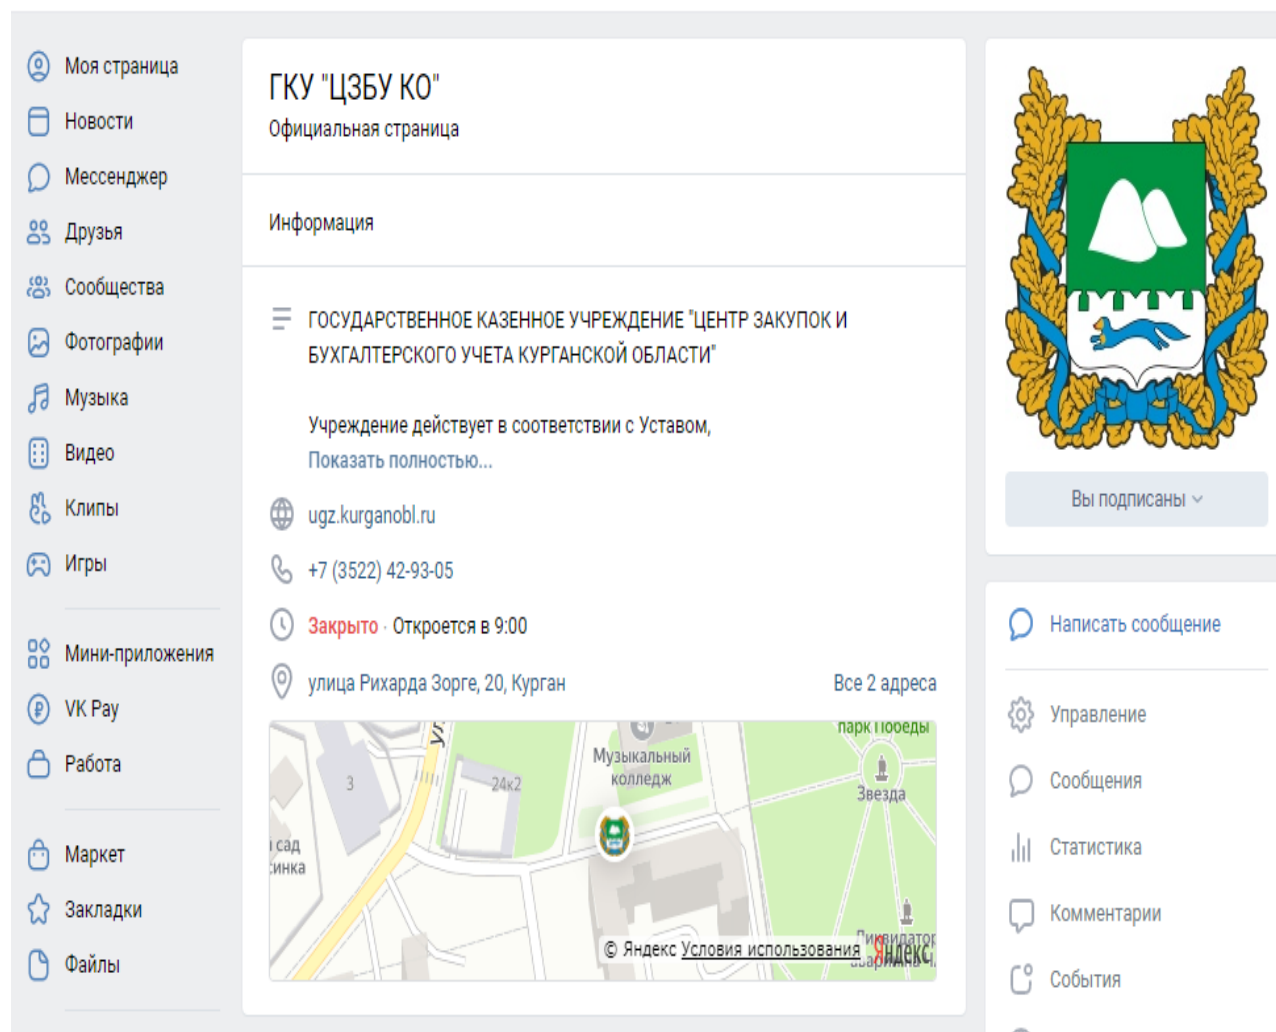 Моя страница
Новости
Мессенджер
Друзья
Сообщества
Фотографии
Музыка
Видео
Клипы
Игры
Мини-приложения
VK Pay
Работа
Маркет
Закладки
Файлы
ГКУ "ЦЗБУ КО"
Официальная страница
Информация
ГОСУДАРСТВЕННОЕ КАЗЕННОЕ УЧРЕЖДЕНИЕ "ЦЕНТР ЗАКУПОК И
БУХГАЛТЕРСКОГО УЧЕТА КУРГАНСКОЙ ОБЛАСТИ"
Учреждение действует в соответствии с Уставом,
Показать полностью...
ugz.kurganobl.ru
+7 (3522) 42-93-05
Закрыто · Откроется в 9:00
улица Рихарда Зорге, 20, Курган
Все 2 адреса
парк Победы
Музыкальный
колледж
3
24к2
Звезда
сад
© Яндекс Условия использования
Яндекс
Вы подписаны
Написать сообщение
Управление
Сообщения
Статистика
Комментарии
События